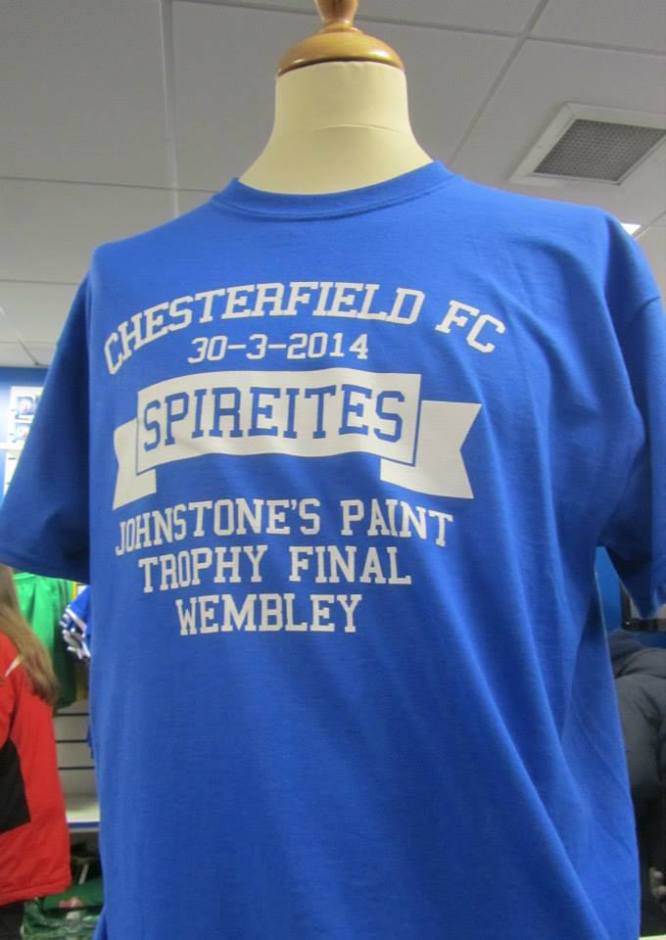 CHESTERFIELD FC
30-3-2014
SPIREITES
JOHNSTONE'S PAINT
TROPHY FINAL
WEMBLEY